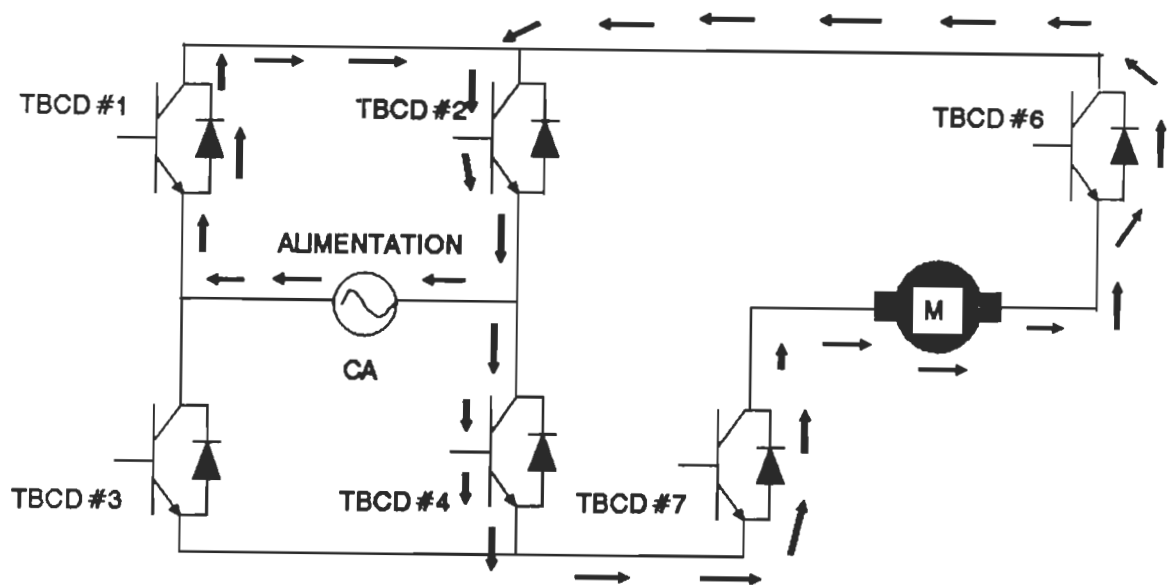 TBCD #1
TBCD #2
TBCD #6
ALIMENTATION
M
CA
TBCD #3
TBCD #4
TBCD #7